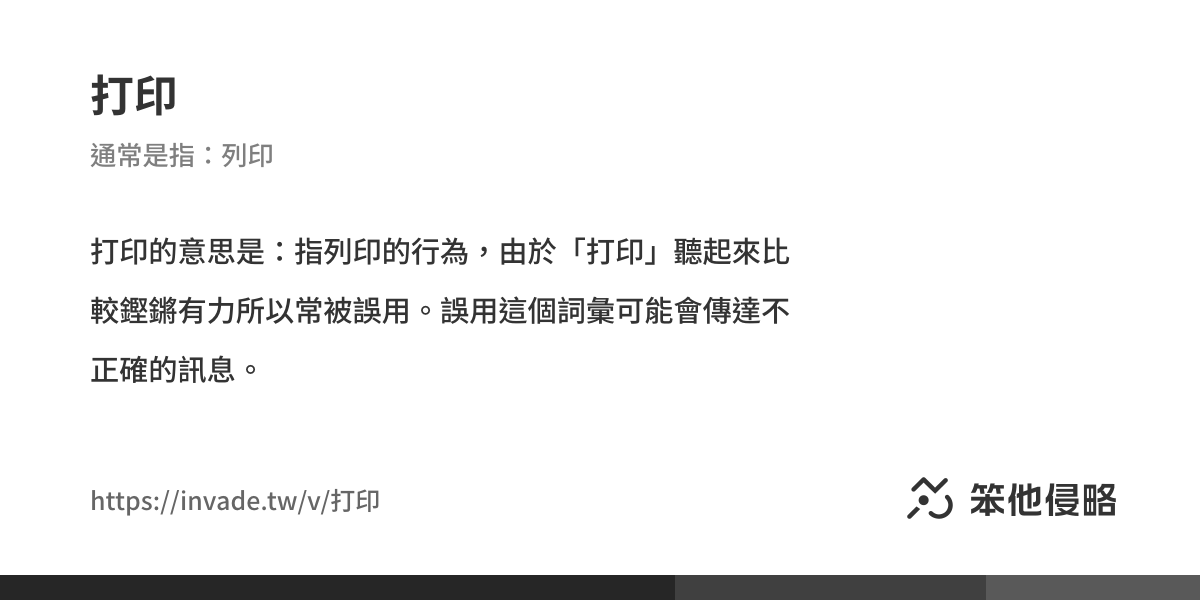 打印
通常是指：列印
打印的意思是：指列印的行為，由於「打印」聽起來比
較鏗鏘有力所以常被誤用。誤用這個詞彙可能會傳達不
正確的訊息。
https://invade.tw/v/打印
笨他侵略